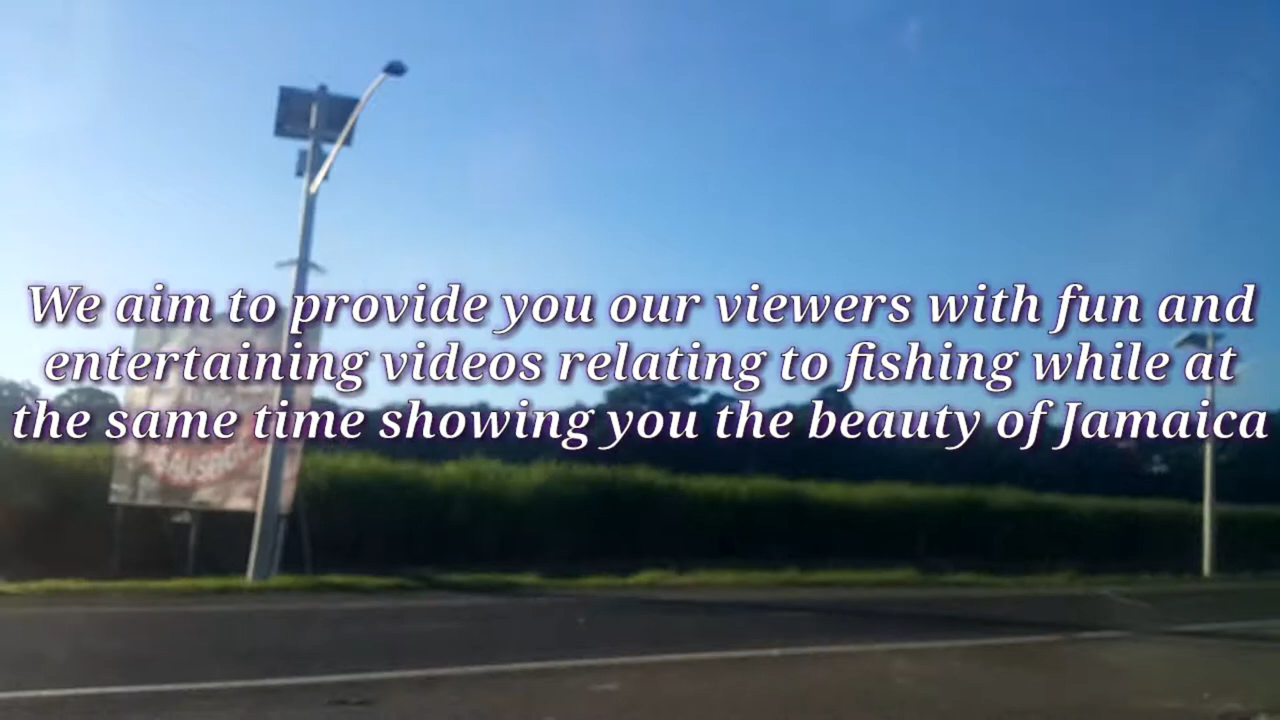 We aim to provide you our viewers with fun and
entertaining videos relating to fishing while at
the same time showing you the beauty of Jamaica